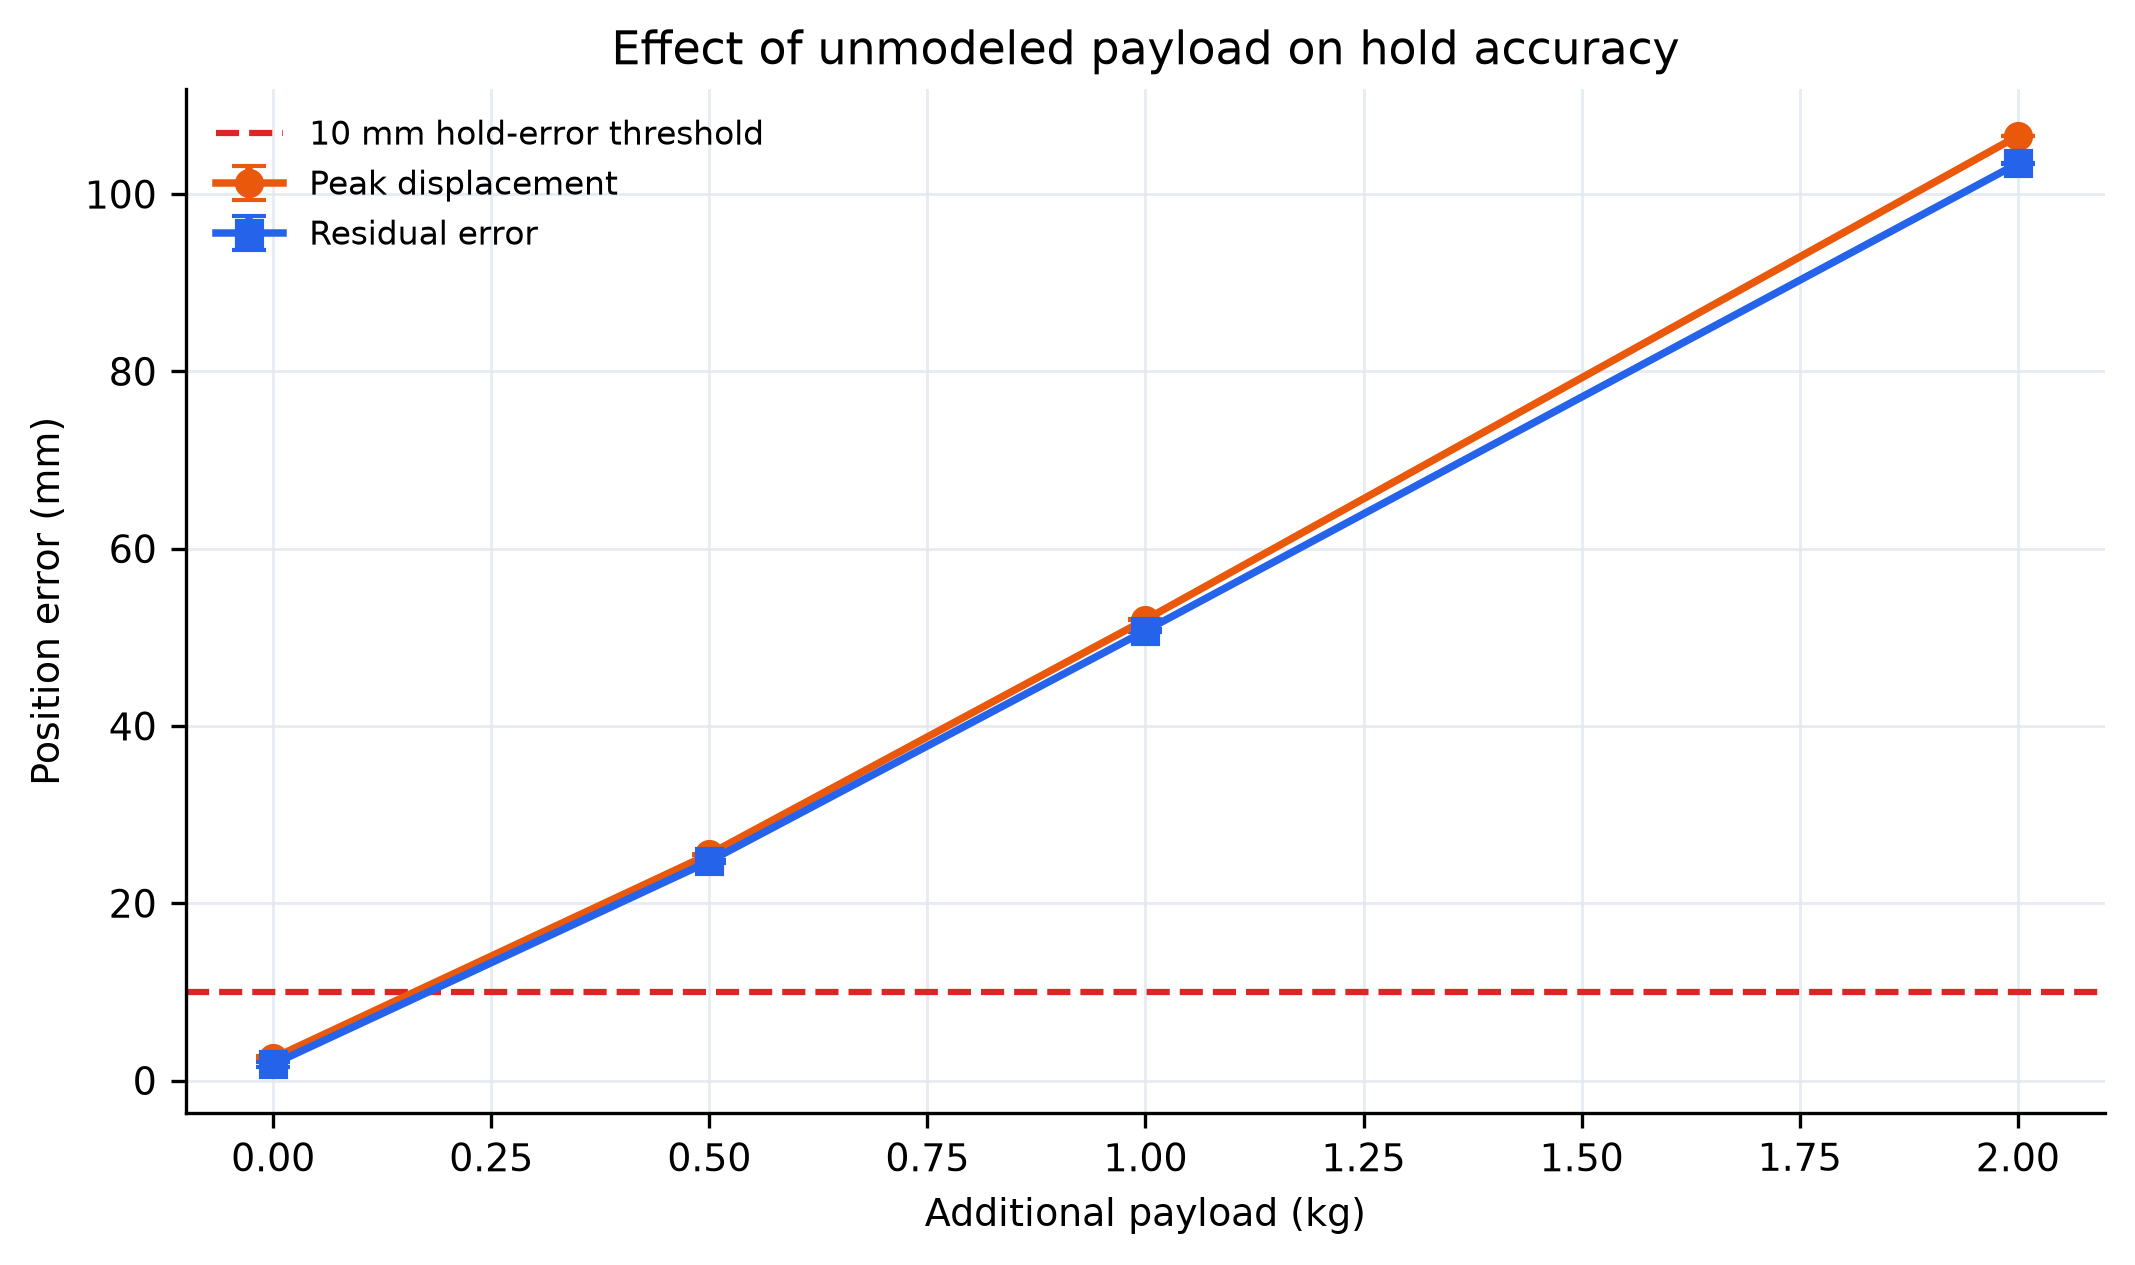 Effect of unmodeled payload on hold accuracy
10 mm hold-error threshold
Peak displacement
Residual error
Position error (mm)
100
80
60
40
20
0
0.00 0.25 0.50 0.75 1.00 1.25 1.50 1.75 2.00
Additional payload (kg)